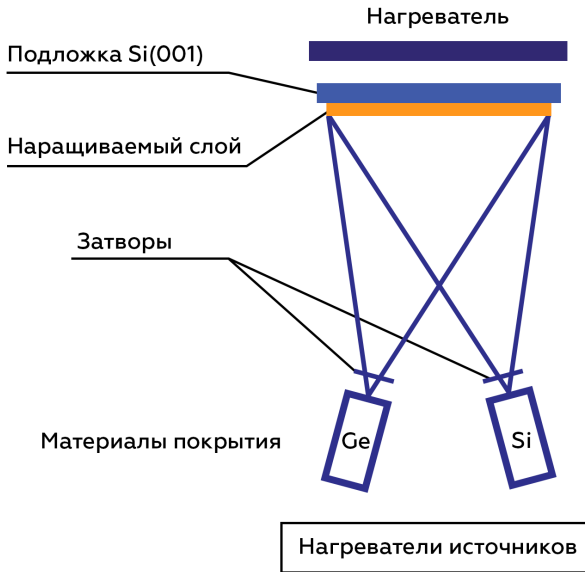 Нагреватель
Подложка Si(001)
Наращиваемый слой
Затворы
Материалы покрытия
Ge
Si
Нагреватели источников